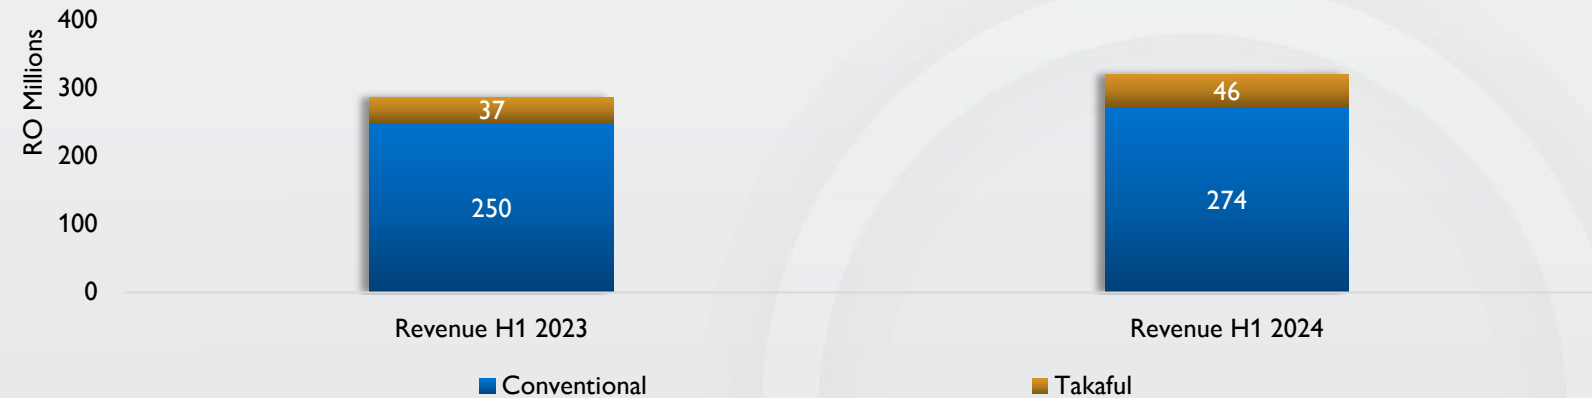 RO Millions
400
300
200
100
0
37
250
46
274
Revenue H1 2023
Revenue H1 2024
Conventional
Takaful